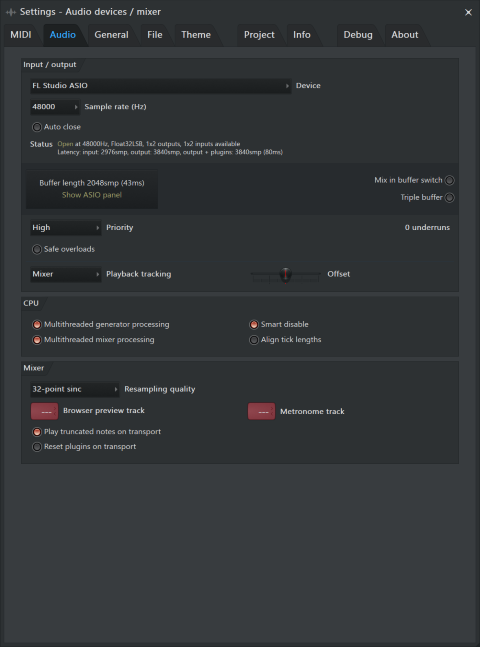 Settings - Audio devices / mixer
MIDI Audio General File Theme Project Info Debug About
Input / output
FL Studio ASIO Device
48000 Sample rate (Hz)
Auto close
Status Open at 48000Hz, Float32LSB, 1x2 outputs, 1x2 inputs available
Latency: input: 2976smp, output: 3840smp, output + plugins: 3840smp (80ms)
Buffer length 2048smp (43ms) Mix in buffer switch
Show ASIO panel Triple buffer
High Priority 0 underruns
Safe overloads
Mixer Playback tracking Offset
CPU
Multithreaded generator processing Smart disable
Multithreaded mixer processing Align tick lengths
Mixer
32-point sinc Resampling quality
--- Browser preview track --- Metronome track
Play truncated notes on transport
Reset plugins on transport